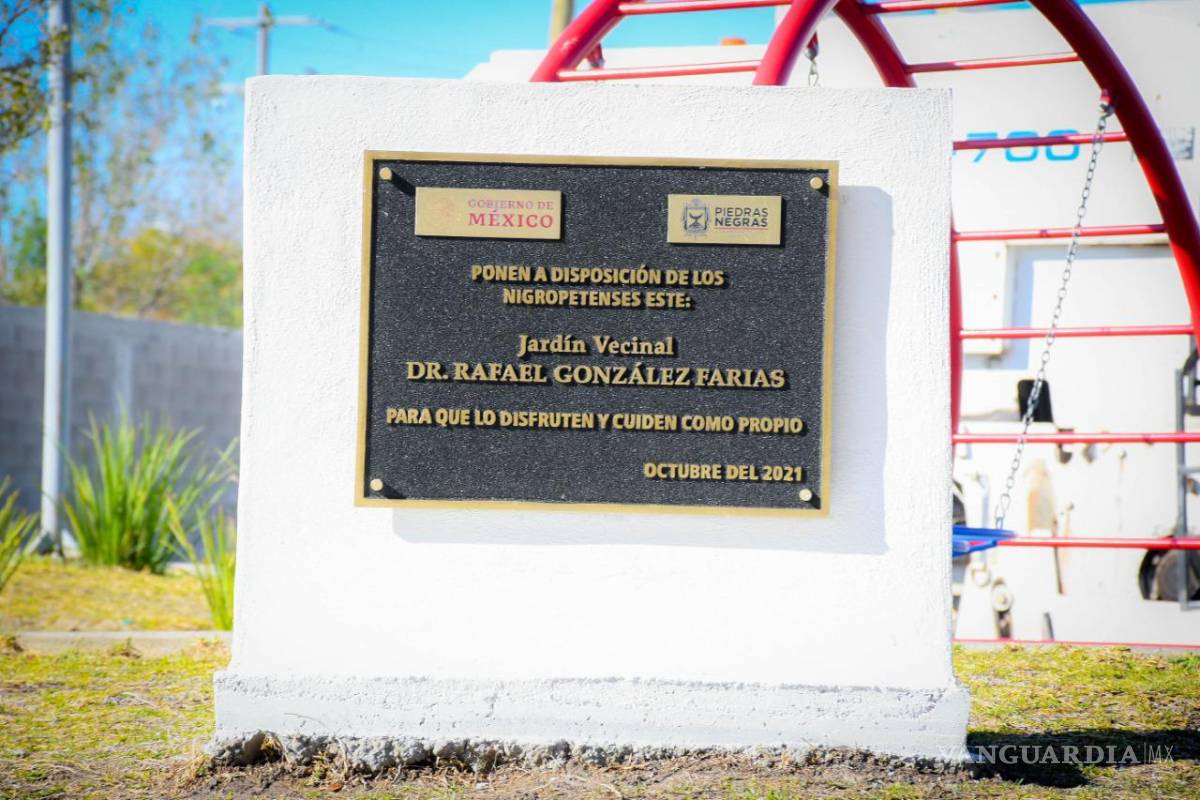 GOBIERNO DE
MÉXICO
PIEDRAS
NEGRAS
PONEN A DISPOSICIÓN DE LOS
NIGROPETENSES ESTE:
Jardín Vecinal
DR. RAFAEL GONZÁLEZ FARIAS
PARA QUE LO DISFRUTEN Y CUIDEN COMO PROPIO
OCTUBRE DEL 2021
700
VANGUARDIA|MX